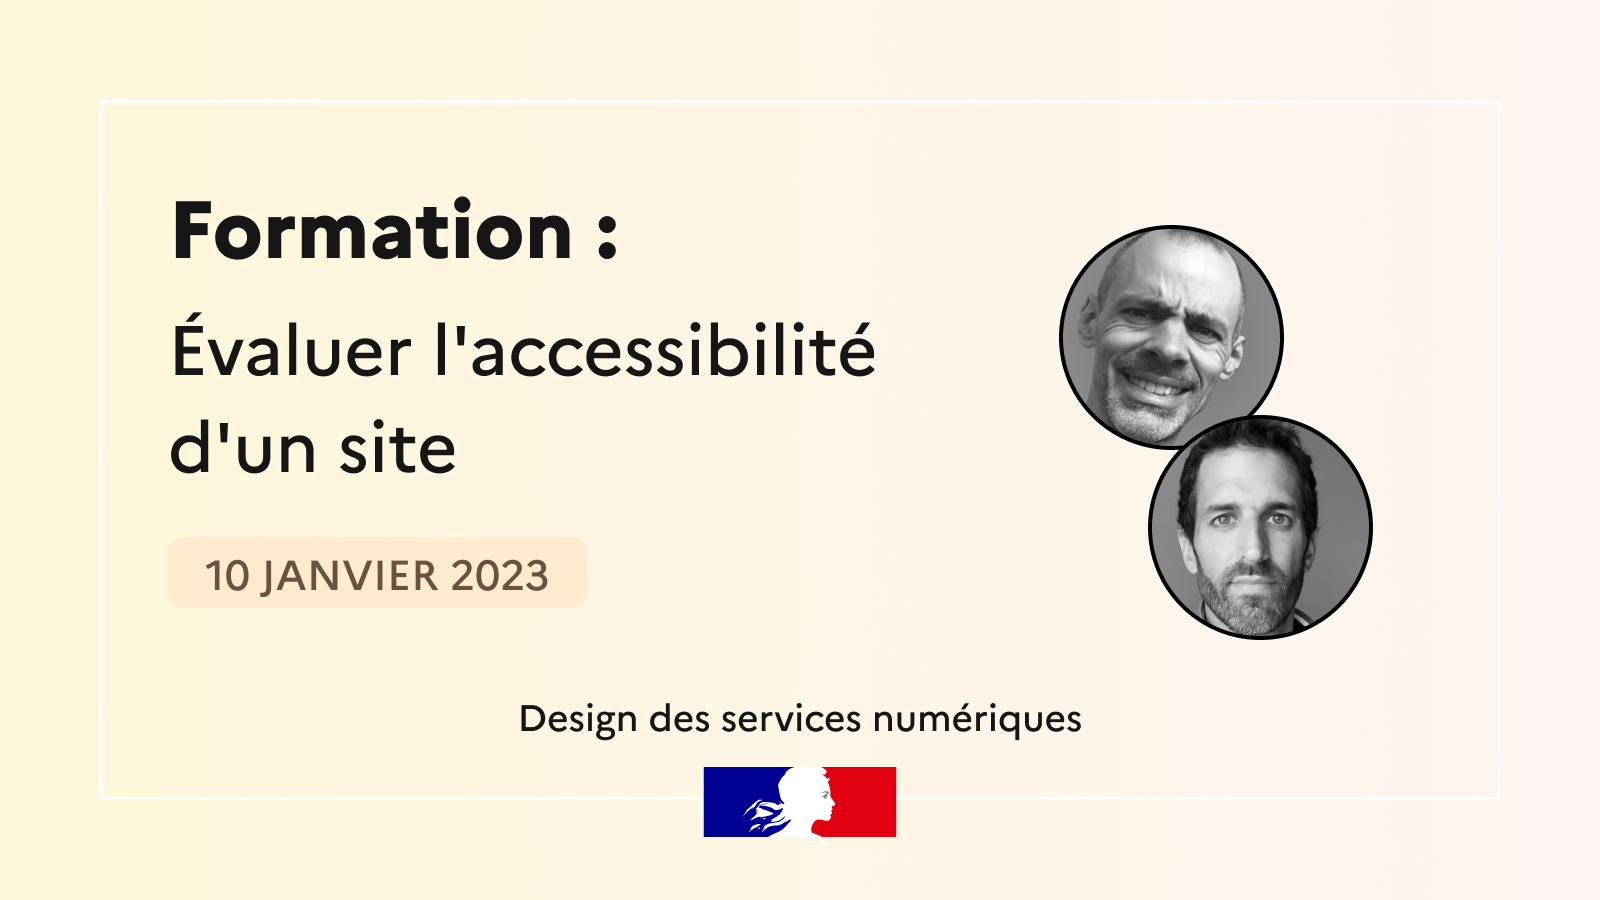 Formation :
Évaluer l'accessibilité
d'un site
10 JANVIER 2023
Design des services numériques